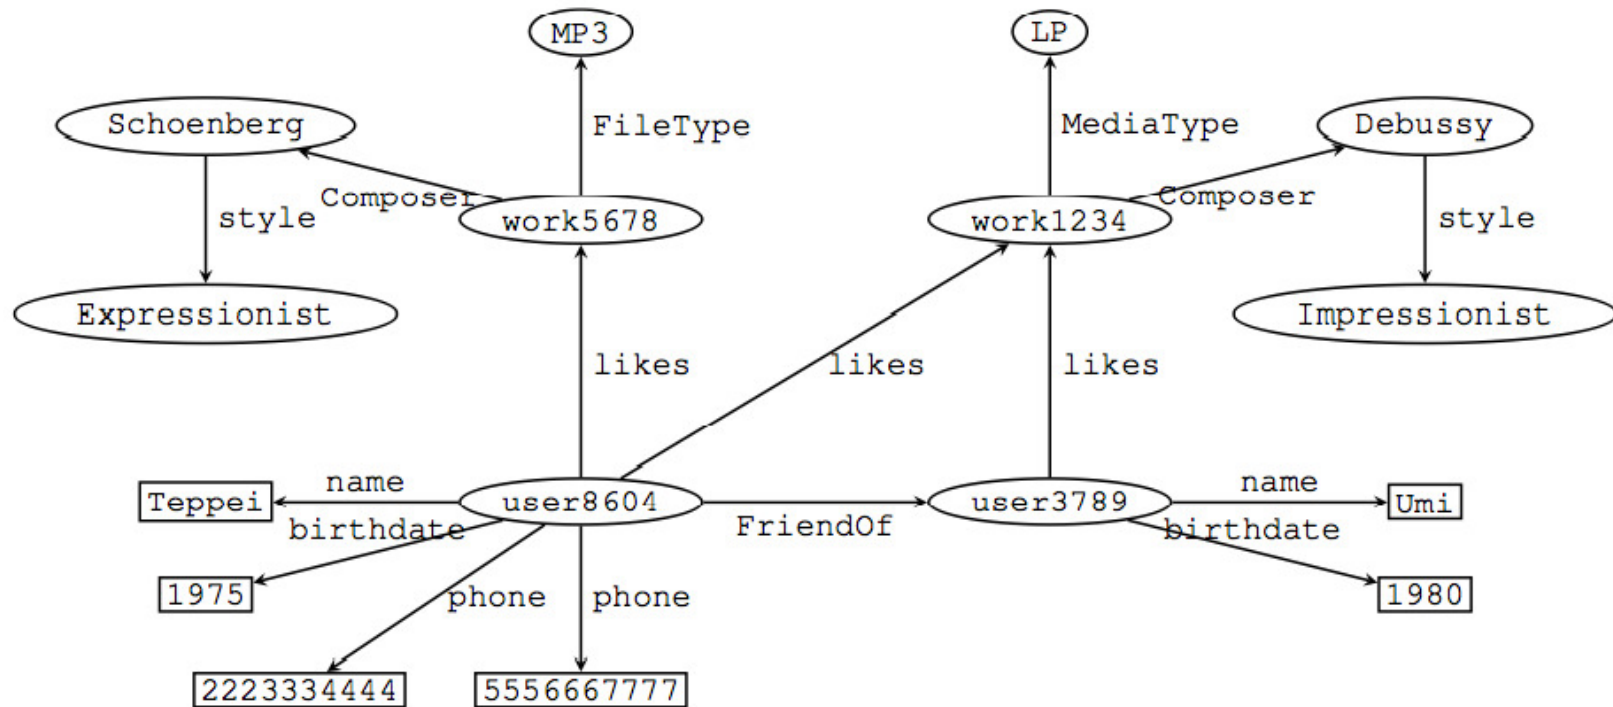 MP3
LP
Schoenberg
FileType
MediaType
Debussy
Composer
Composer
style
work5678
work1234
style
Expressionist
Impressionist
likes
likes
likes
Teppei
name
user8604
user3789
name
Umi
birthdate
FriendOf
birthdate
1975
phone
phone
1980
2223334444
5556667777